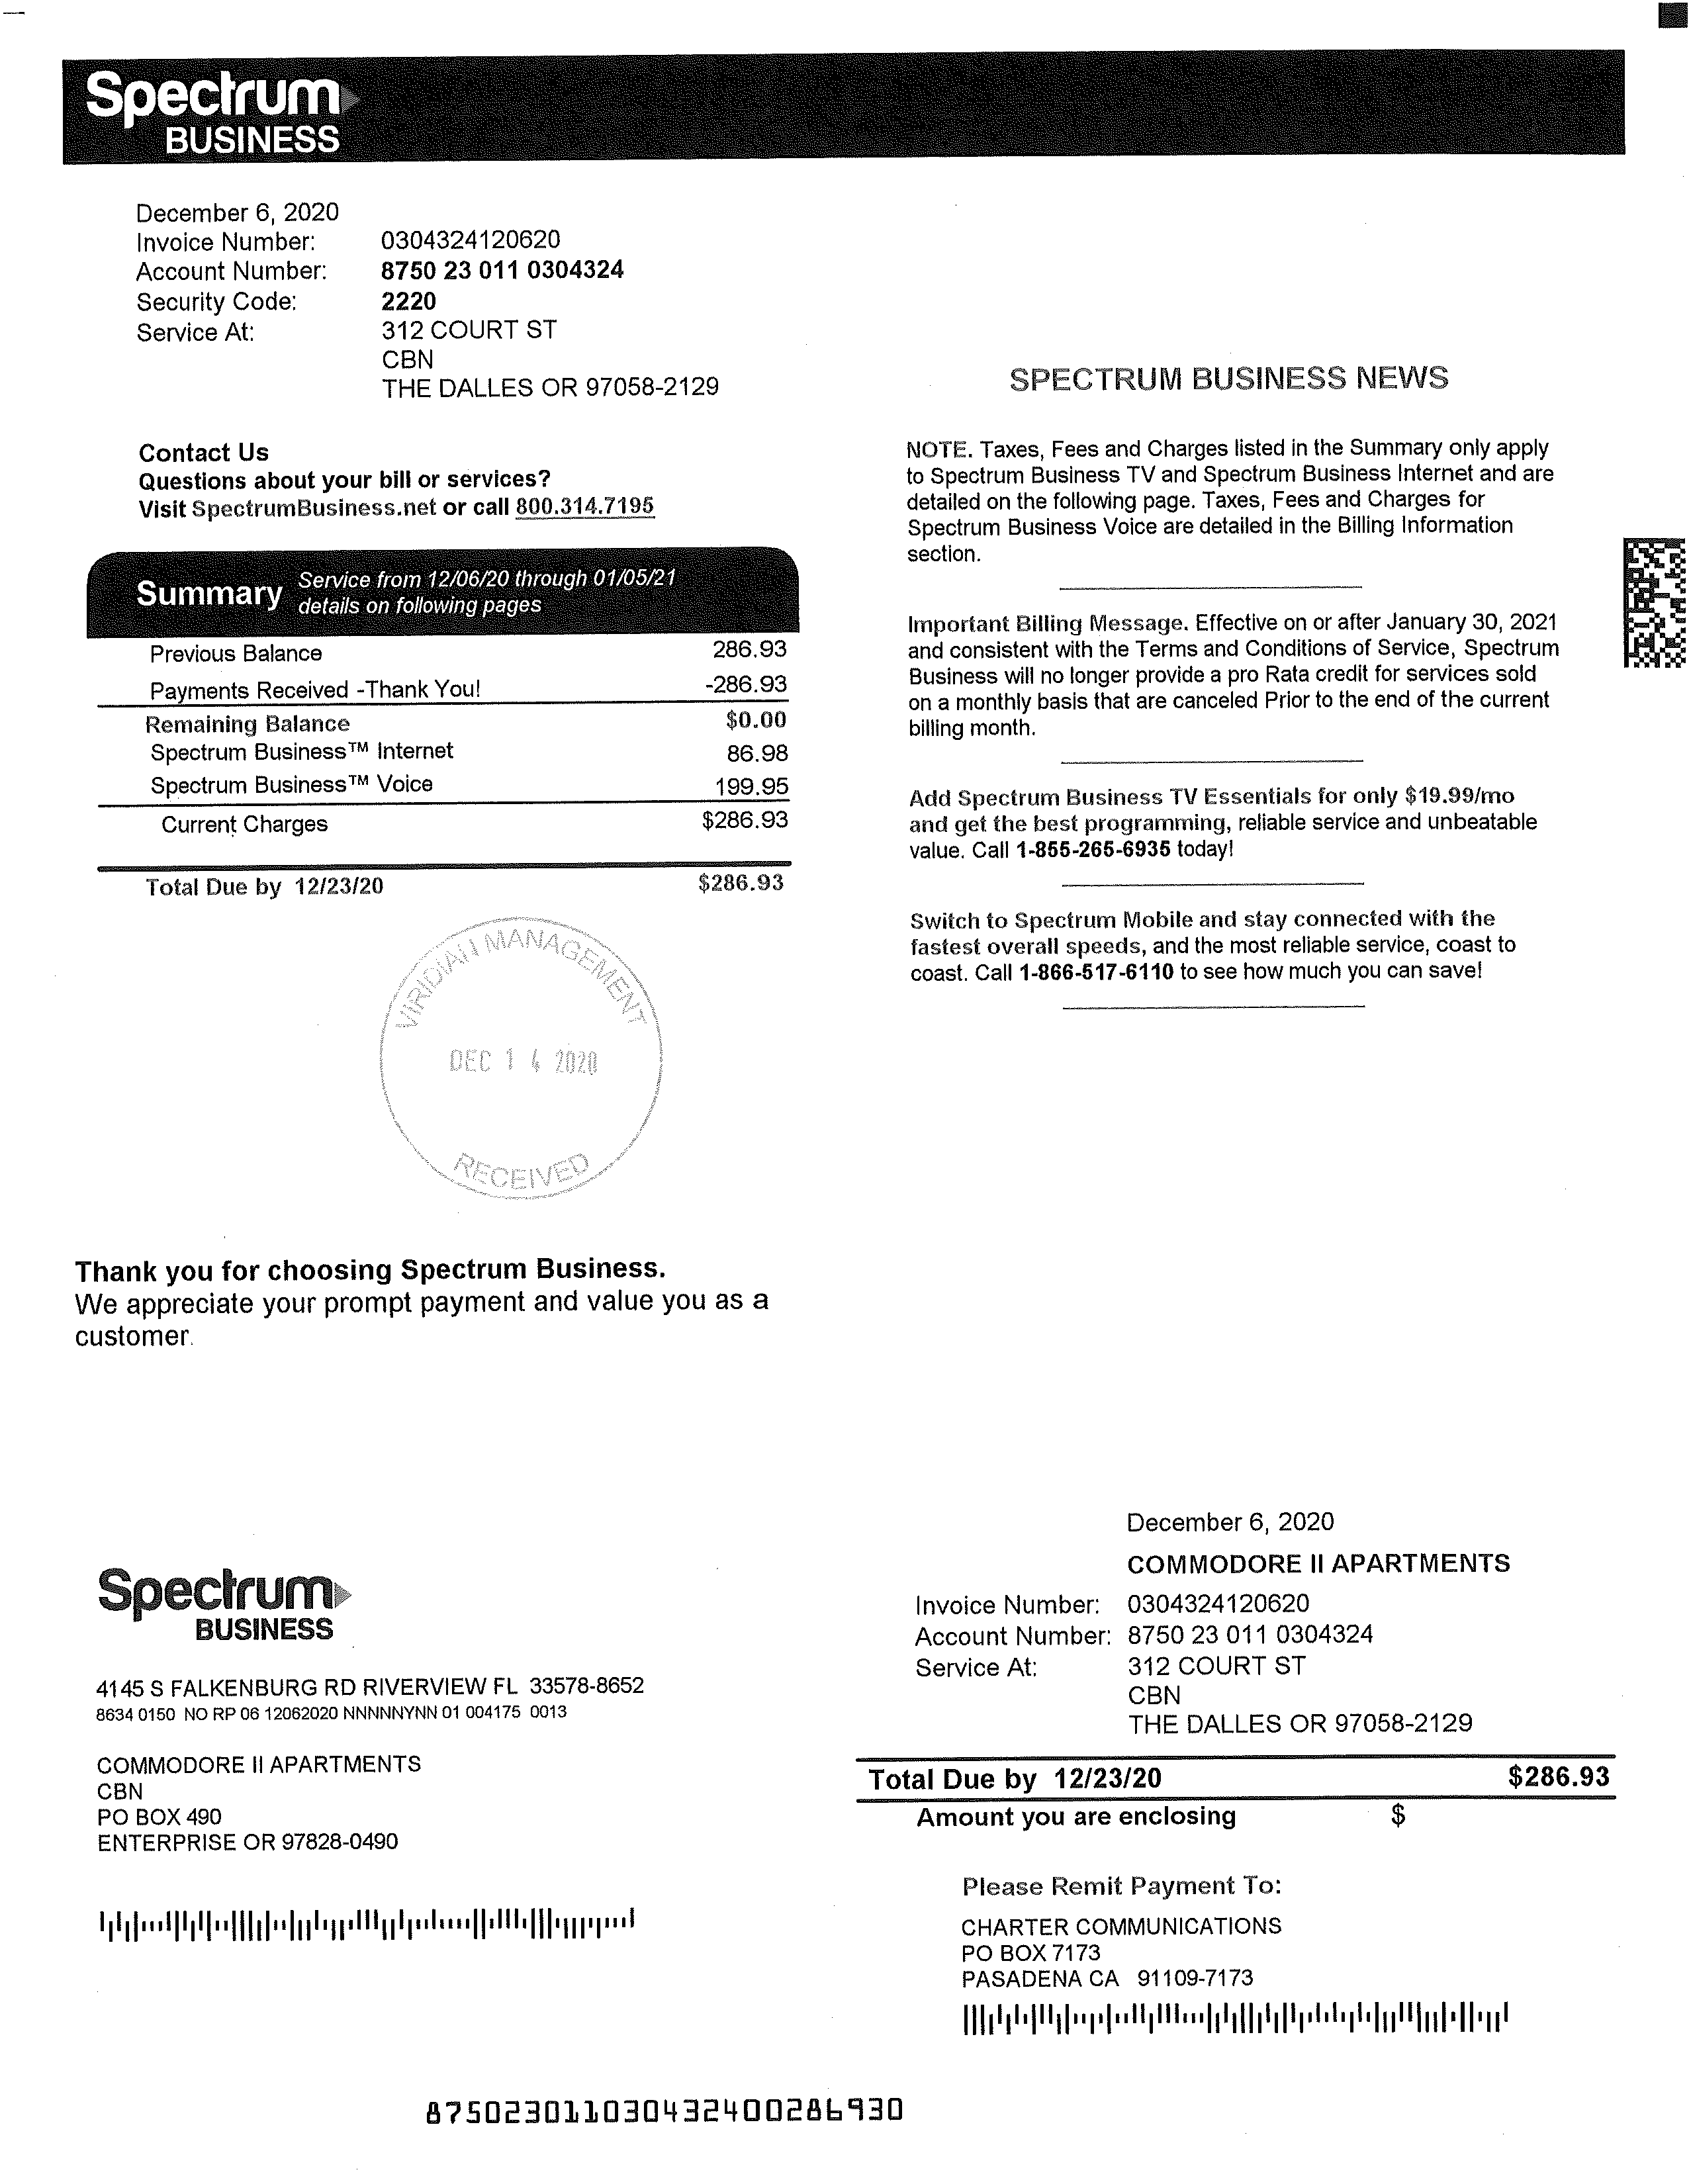 Spectrum
BUSINESS
December 6, 2020
Invoice Number: 0304324120620
Account Number: 8750 23 011 0304324
Security Code: 2220
Service At: 312 COURT ST
CBN
THE DALLES OR 97058-2129
Contact Us
Questions about your bill or services?
Visit SpectrumBusiness.net or call 800.314.7195
Summary Service from 12/06/20 through 01/05/21
details on following pages
Previous Balance 286.93
Payments Received -Thank You! -286.93
Remaining Balance $0.00
Spectrum Business™ Internet 86.98
Spectrum Business™ Voice 199.95
Current Charges $286.93
Total Due by 12/23/20 $286.93
VIRIDIAN MANAGEMENT
DEC 14 2020
RECEIVED
SPECTRUM BUSINESS NEWS
NOTE. Taxes, Fees and Charges listed in the Summary only apply
to Spectrum Business TV and Spectrum Business Internet and are
detailed on the following page. Taxes, Fees and Charges for
Spectrum Business Voice are detailed in the Billing Information
section.
Important Billing Message. Effective on or after January 30, 2021
and consistent with the Terms and Conditions of Service, Spectrum
Business will no longer provide a pro Rata credit for services sold
on a monthly basis that are canceled Prior to the end of the current
billing month.
Add Spectrum Business TV Essentials for only $19.99/mo
and get the best programming, reliable service and unbeatable
value. Call 1-855-265-6935 today!
Switch to Spectrum Mobile and stay connected with the
fastest overall speeds, and the most reliable service, coast to
coast. Call 1-866-517-6110 to see how much you can save!
Thank you for choosing Spectrum Business.
We appreciate your prompt payment and value you as a
customer.
Spectrum
BUSINESS
4145 S FALKENBURG RD RIVERVIEW FL 33578-8652
8634 0150 NO RP 06 12062020 NNNNNYNN 01 004175 0013
COMMODORE II APARTMENTS
CBN
PO BOX 490
ENTERPRISE OR 97828-0490
December 6, 2020
COMMODORE II APARTMENTS
Invoice Number: 0304324120620
Account Number: 8750 23 011 0304324
Service At: 312 COURT ST
CBN
THE DALLES OR 97058-2129
Total Due by 12/23/20 $286.93
Amount you are enclosing $
Please Remit Payment To:
CHARTER COMMUNICATIONS
PO BOX 7173
PASADENA CA 91109-7173
875023011030432400286930